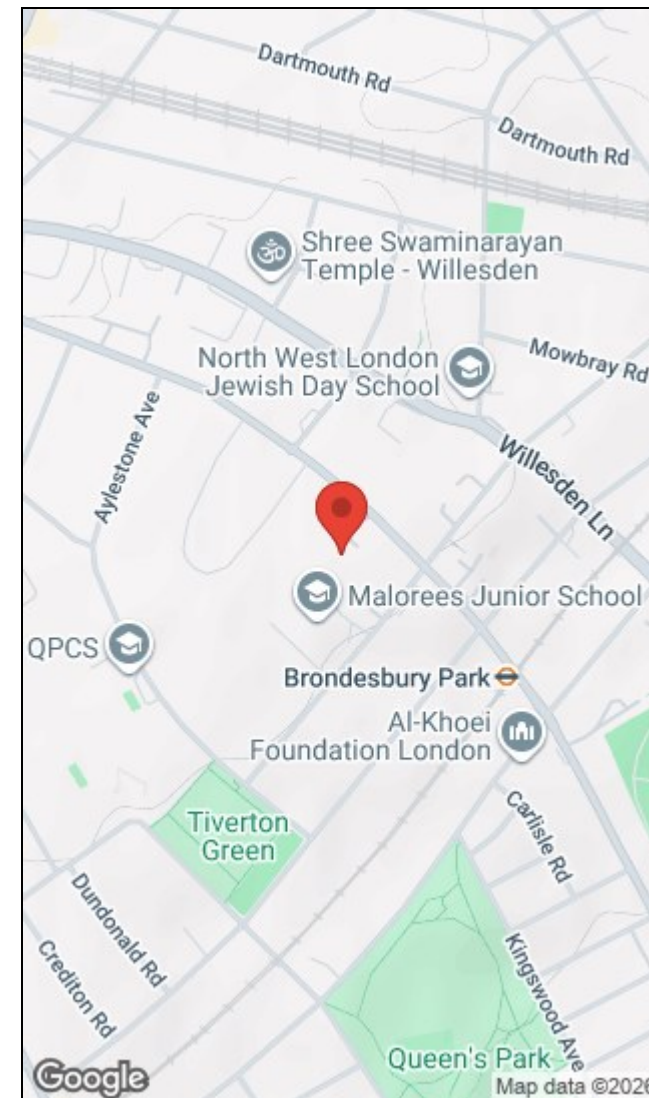 Dartmouth Rd
Dartmouth Rd
Shree Swaminarayan
Temple - Willesden
North West London
Jewish Day School
Mowbray Rd
Aylestone Ave
Willesden Ln
Malorees Junior School
QPCS
Brondesbury Park
Al-Khoei
Foundation London
Tiverton
Green
Carlisle Rd
Dundonald Rd
Crediton Rd
Kingswood Ave
Queen's Park
Google
Map data ©2026